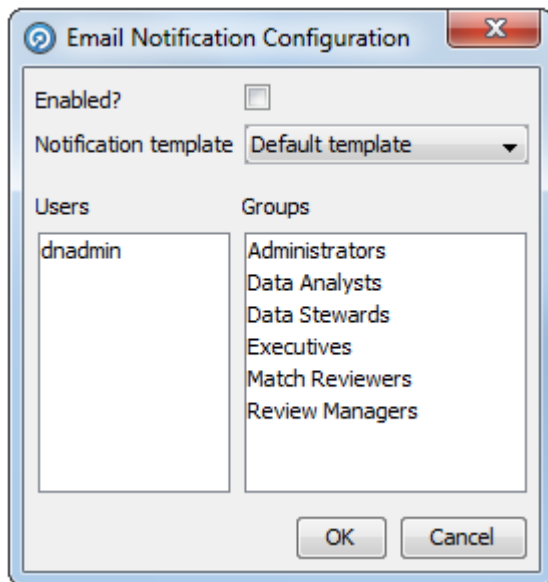 Email Notification Configuration
Enabled?
Notification template Default template
Users Groups
dnadmin
Administrators
Data Analysts
Data Stewards
Executives
Match Reviewers
Review Managers
OK Cancel